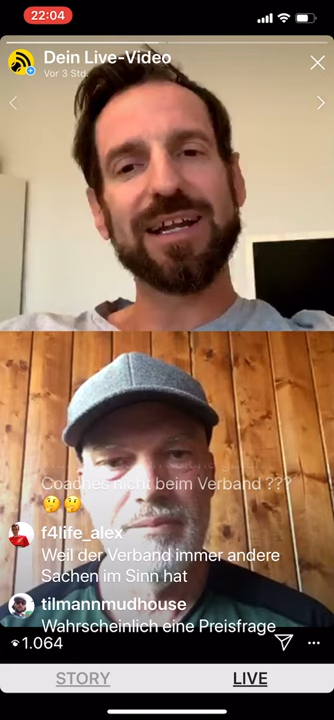 22:04
Dein Live-Video
Vor 3 Std.
Coaches nicht beim Verband ???
🤔🤔
f4life_alex
Weil der Verband immer andere
Sachen im Sinn hat
tilmannmudhouse
Wahrscheinlich eine Preisfrage
1.064
STORY
LIVE